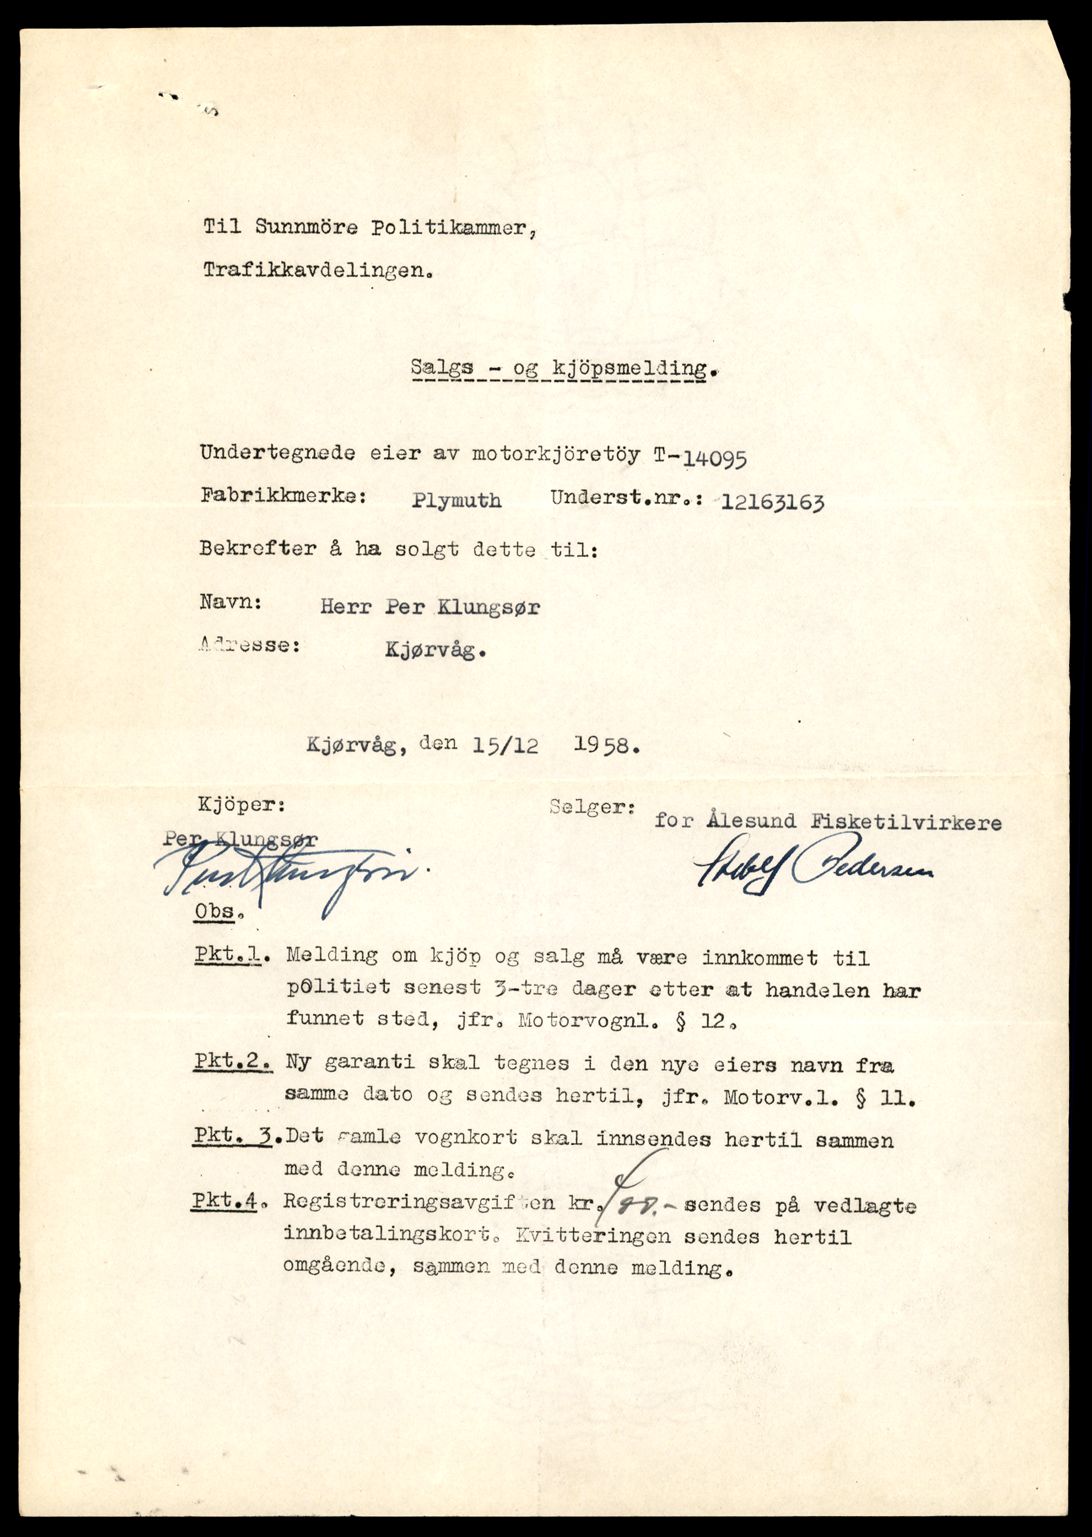 Til Sunnmöre Politikammer,
Trafikkavdelingen.
Salgs - og kjöpsmelding.
Undertegnede eier av motorkjöretöy T-14095
Fabrikkmerke: Plymuth Underst.nr.: 12163163
Bekrefter å ha solgt dette til:
Navn: Herr Per Klungsør
Adresse: Kjørvåg.
Kjørvåg, den 15/12 1958.
Kjöper: Selger: for Ålesund Fisketilvirkere
Per Klungsør
Per Klungsør. Pedersen
Obs.
Pkt.1. Melding om kjöp og salg må være innkommet til
politiet senest 3-tre dager etter at handelen har
funnet sted, jfr. Motorvognl. § 12.
Pkt.2. Ny garanti skal tegnes i den nye eiers navn fra
samme dato og sendes hertil, jfr. Motorv.l. § 11.
Pkt. 3. Det gamle vognkort skal innsendes hertil sammen
med denne melding.
Pkt.4. Registreringsavgiften kr. sendes på vedlagte
innbetalingskort. Kvitteringen sendes hertil
omgående, sammen med denne melding.